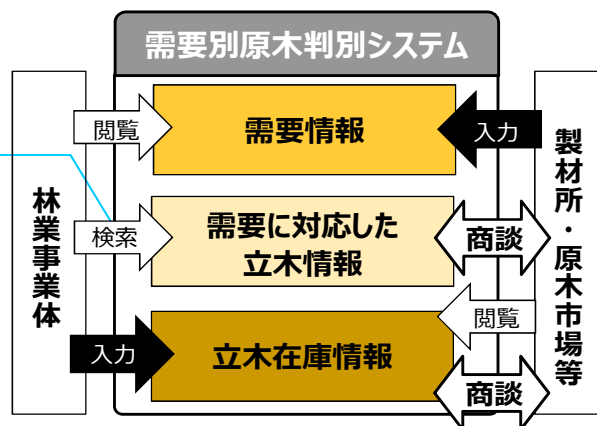 需要別原木判別システム
閲覧
需要情報
入力
林業事業体
検索
需要に対応した
立木情報
商談
製材所・原木市場等
閲覧
入力
立木在庫情報
商談